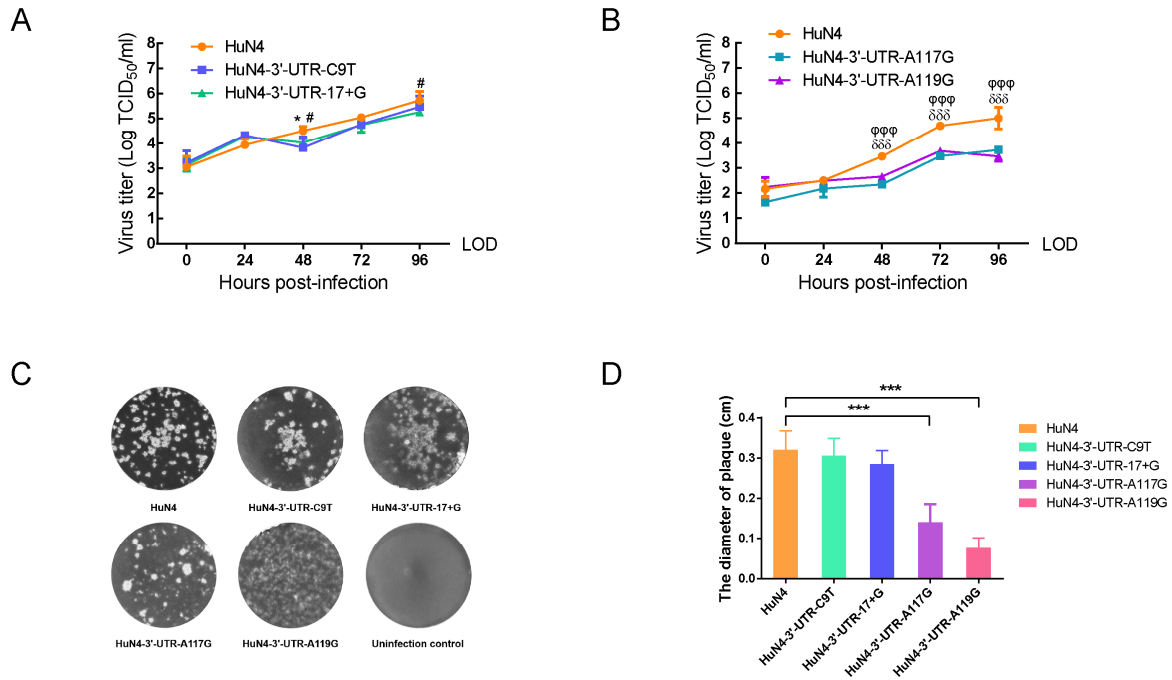 A
Virus titer (Log TCID50/ml)
8
7
6
5
4
3
2
1
0
HuN4
HuN4-3'-UTR-C9T
HuN4-3'-UTR-17+G
* #
#
0 24 48 72 96
LOD
Hours post-infection
B
Virus titer (Log TCID50/ml)
8
7
6
5
4
3
2
1
0
HuN4
HuN4-3'-UTR-A117G
HuN4-3'-UTR-A119G
φφφ
δδδ
φφφ
δδδ
φφφ
δδδ
0 24 48 72 96
LOD
Hours post-infection
C
HuN4 HuN4-3'-UTR-C9T HuN4-3'-UTR-17+G
HuN4-3'-UTR-A117G HuN4-3'-UTR-A119G Uninfection control
D
The diameter of plaque (cm)
0.4
0.3
0.2
0.1
0.0
***
***
HuN4
HuN4-3'-UTR-C9T
HuN4-3'-UTR-17+G
HuN4-3'-UTR-A117G
HuN4-3'-UTR-A119G
HuN4
HuN4-3'-UTR-C9T
HuN4-3'-UTR-17+G
HuN4-3'-UTR-A117G
HuN4-3'-UTR-A119G